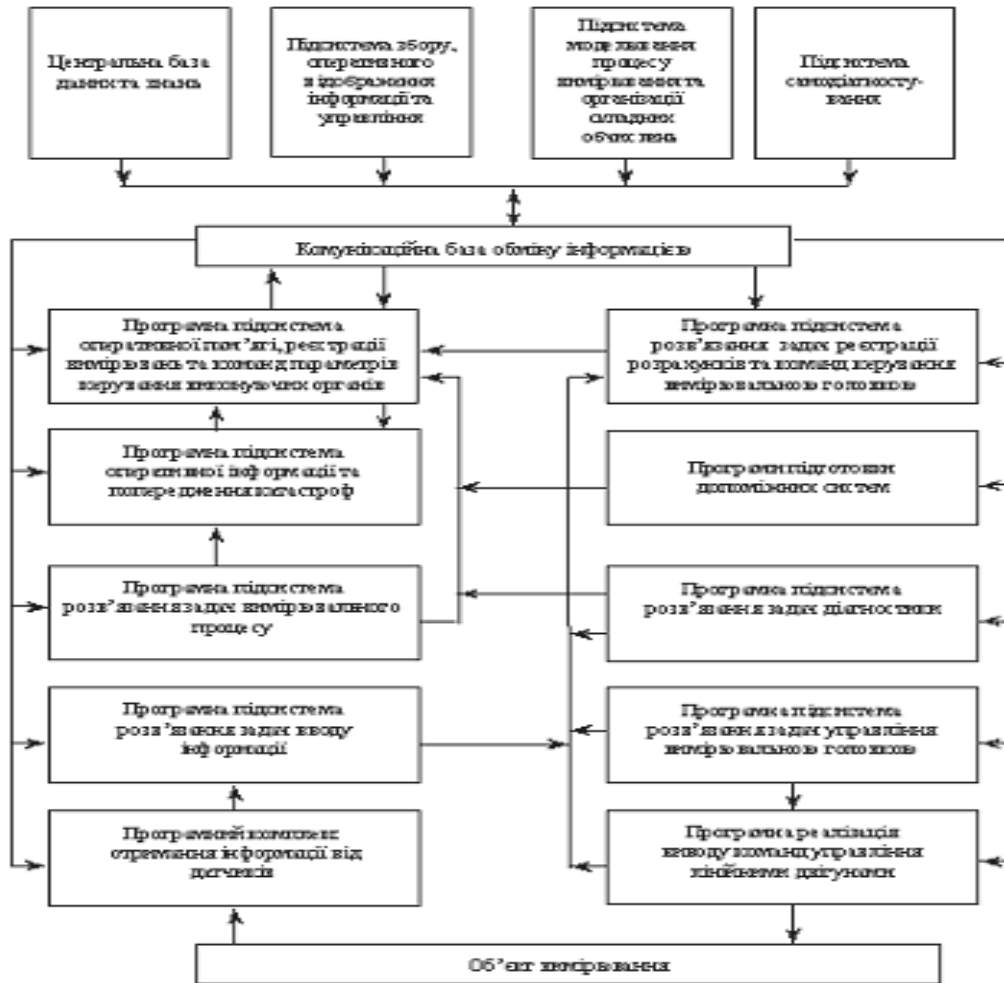 Центральна база
даних та знань
Підсистема збору,
оперативного
відображення
інформації та
управління
Підсистема
моделювання
процесу
вимірювання та
організації
складних
обчислень
Підсистема
самодіагносту-
вання
Комунікаційна база обміну інформацією
Програмна підсистема
оперативної пам’яті, реєстрації
вимірювань та команд параметрів
керування виконуючих органів
Програмна підсистема
розв’язання задач реєстрації
розрахунків та команд керування
вимірювальною головкою
Програмна підсистема
оперативної інформації та
попередження катастроф
Програми підготовки
допоміжних систем
Програмна підсистема
розв’язання задач вимірювального
процесу
Програмна підсистема
розв’язання задач діагностики
Програмна підсистема
розв’язання задач вводу
інформації
Програмна підсистема
розв’язання задач управління
вимірювальною головкою
Програмний комплекс
отримання інформації від
датчиків
Програмна реалізація
виводу команд управління
лінійними двигунами
Об’єкт вимірювання